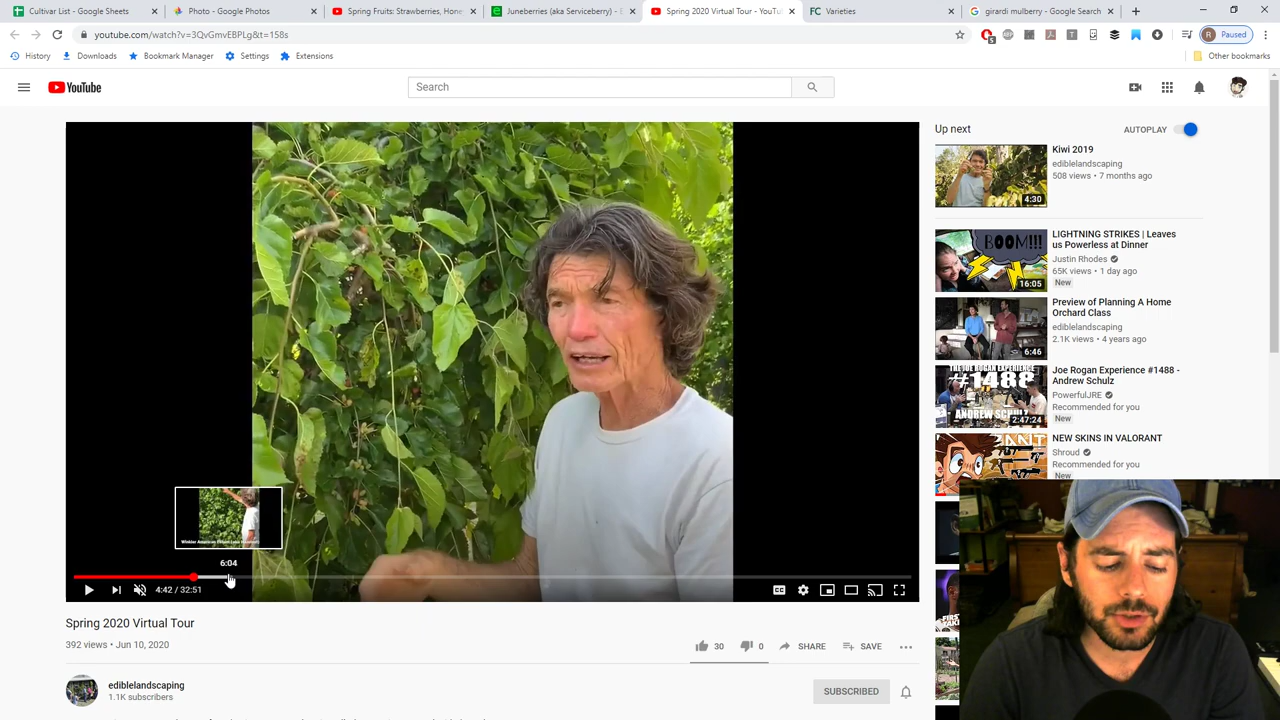 Cultivar List - Google Sheets
Photo - Google Photos
Spring Fruits: Strawberries, Hone
Juneberries (aka Serviceberry) - E
Spring 2020 Virtual Tour - YouTu
FC Varieties
girardi mulberry - Google Search
youtube.com/watch?v=3QvGmvEBPLg&t=158s
R Paused
History
Downloads
Bookmark Manager
Settings
Extensions
Other bookmarks
YouTube
Search
Up next
AUTOPLAY
Kiwi 2019
ediblelandscaping
508 views • 7 months ago
4:30
LIGHTNING STRIKES | Leaves
us Powerless at Dinner
Justin Rhodes
65K views • 1 day ago
New
BOOM!!!
16:05
Preview of Planning A Home
Orchard Class
ediblelandscaping
2.1K views • 4 years ago
6:46
Joe Rogan Experience #1488 -
Andrew Schulz
PowerfulJRE
Recommended for you
New
THE JOE ROGAN EXPERIENCE
#1488
ANDREW SCHULZ
2:47:24
NEW SKINS IN VALORANT
Shroud
Recommended for you
New
6:04
4:42 / 32:51
CC
Spring 2020 Virtual Tour
392 views • Jun 10, 2020
30
0
SHARE
SAVE
ediblelandscaping
1.1K subscribers
SUBSCRIBED